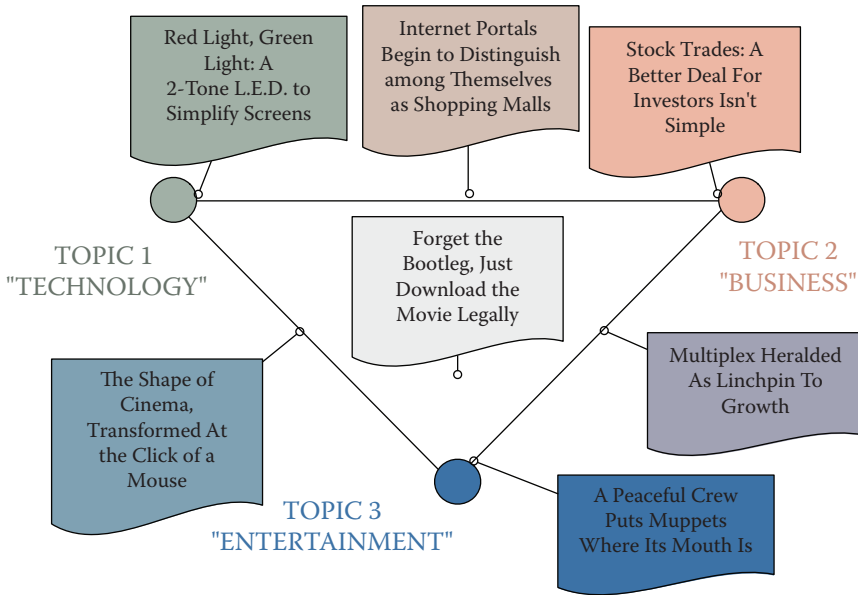 Red Light, Green
Light: A
2-Tone L.E.D. to
Simplify Screens
Internet Portals
Begin to Distinguish
among Themselves
as Shopping Malls
Stock Trades: A
Better Deal For
Investors Isn't
Simple
TOPIC 1
"TECHNOLOGY"
Forget the
Bootleg, Just
Download the
Movie Legally
TOPIC 2
"BUSINESS"
The Shape of
Cinema,
Transformed At
the Click of a
Mouse
Multiplex Heralded
As Linchpin To
Growth
TOPIC 3
"ENTERTAINMENT"
A Peaceful Crew
Puts Muppets
Where Its Mouth Is